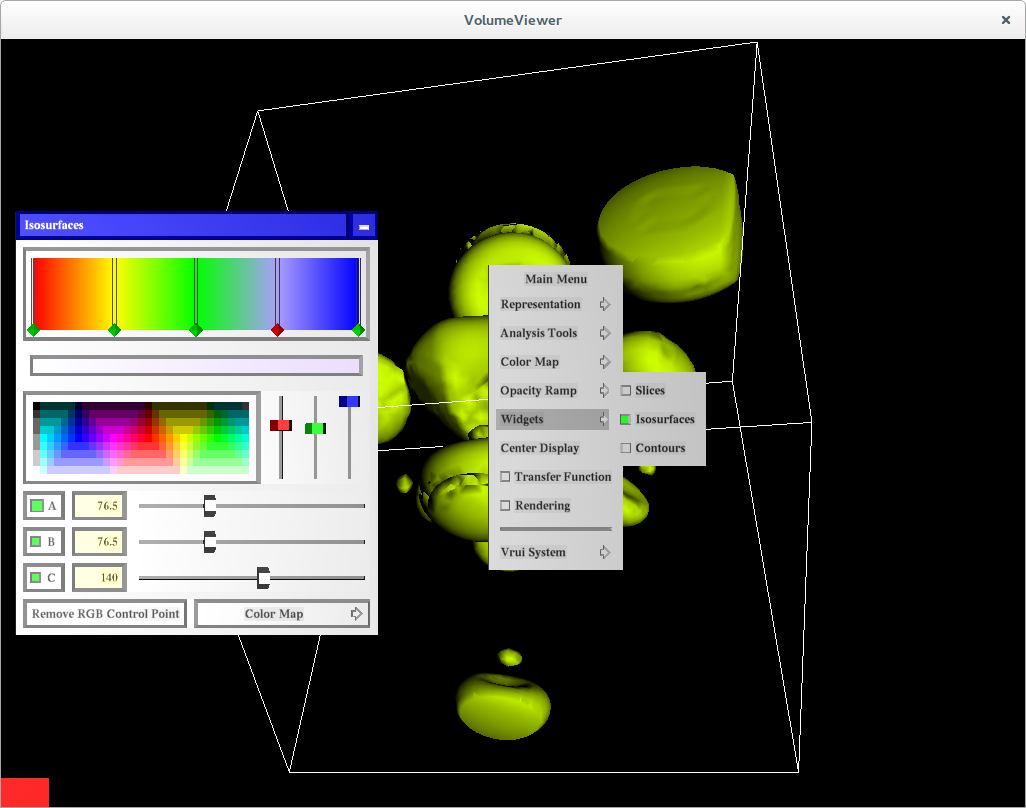 VolumeViewer
Isosurfaces
A 76.5
B 76.5
C 140
Remove RGB Control Point
Color Map
Main Menu
Representation
Analysis Tools
Color Map
Opacity Ramp
Widgets
Center Display
Transfer Function
Rendering
Vrui System
Slices
Isosurfaces
Contours